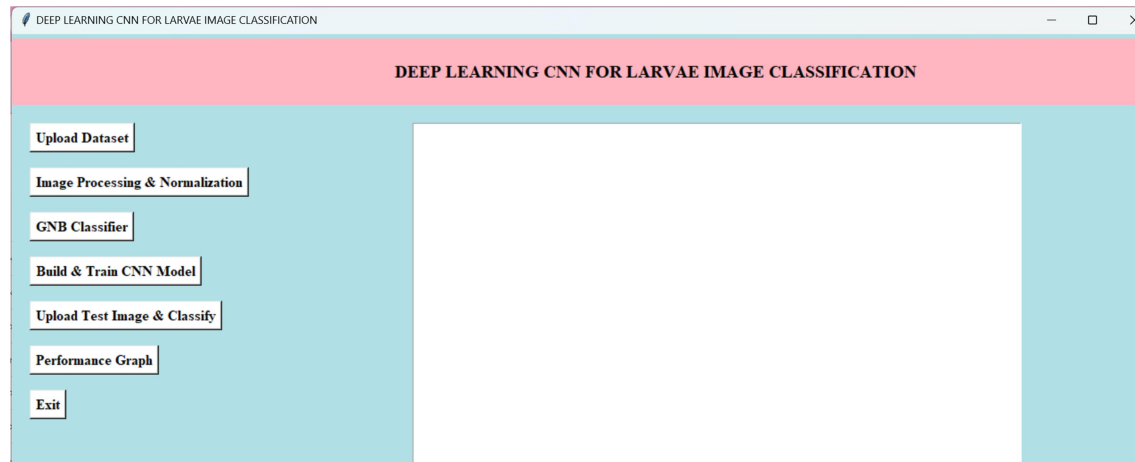 DEEP LEARNING CNN FOR LARVAE IMAGE CLASSIFICATION
DEEP LEARNING CNN FOR LARVAE IMAGE CLASSIFICATION
Upload Dataset
Image Processing & Normalization
GNB Classifier
Build & Train CNN Model
Upload Test Image & Classify
Performance Graph
Exit